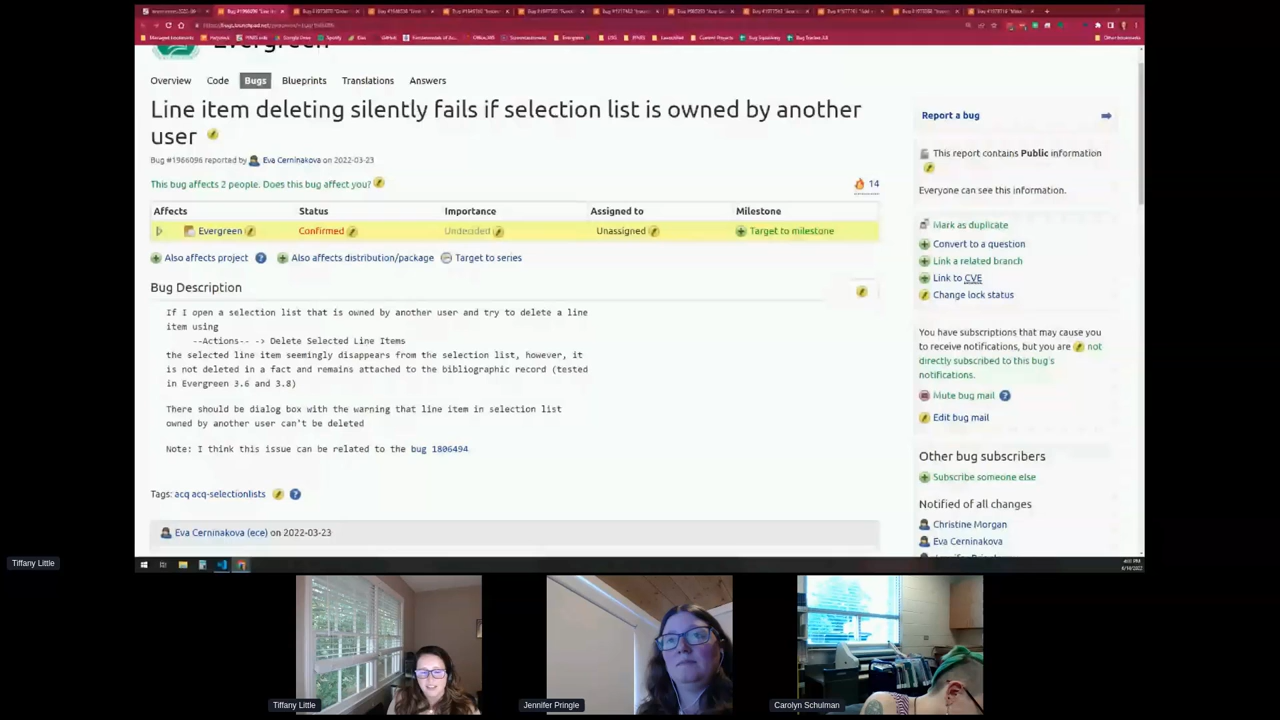 Evergreen
Overview Code Bugs Blueprints Translations Answers
Line item deleting silently fails if selection list is owned by another
user
Bug #1966096 reported by Eva Cerninakova on 2022-03-23
This bug affects 2 people. Does this bug affect you?
14
Affects Status Importance Assigned to Milestone
Evergreen Confirmed Undecided Unassigned Target to milestone
Also affects project Also affects distribution/package Target to series
Bug Description
If I open a selection list that is owned by another user and try to delete a line
item using
--Actions-- -> Delete Selected Line Items
the selected line item seemingly disappears from the selection list, however, it
is not deleted in a fact and remains attached to the bibliographic record (tested
in Evergreen 3.6 and 3.8)
There should be dialog box with the warning that line item in selection list
owned by another user can't be deleted
Note: I think this issue can be related to the bug 1806494
Tags: acq acq-selectionlists
Eva Cerninakova (ece) on 2022-03-23
Report a bug
This report contains Public information
Everyone can see this information.
Mark as duplicate
Convert to a question
Link a related branch
Link to CVE
Change lock status
You have subscriptions that may cause you
to receive notifications, but you are not
directly subscribed to this bug's
notifications.
Mute bug mail
Edit bug mail
Other bug subscribers
Subscribe someone else
Notified of all changes
Christine Morgan
Eva Cerninakova
Tiffany Little
Tiffany Little
Jennifer Pringle
Carolyn Schulman